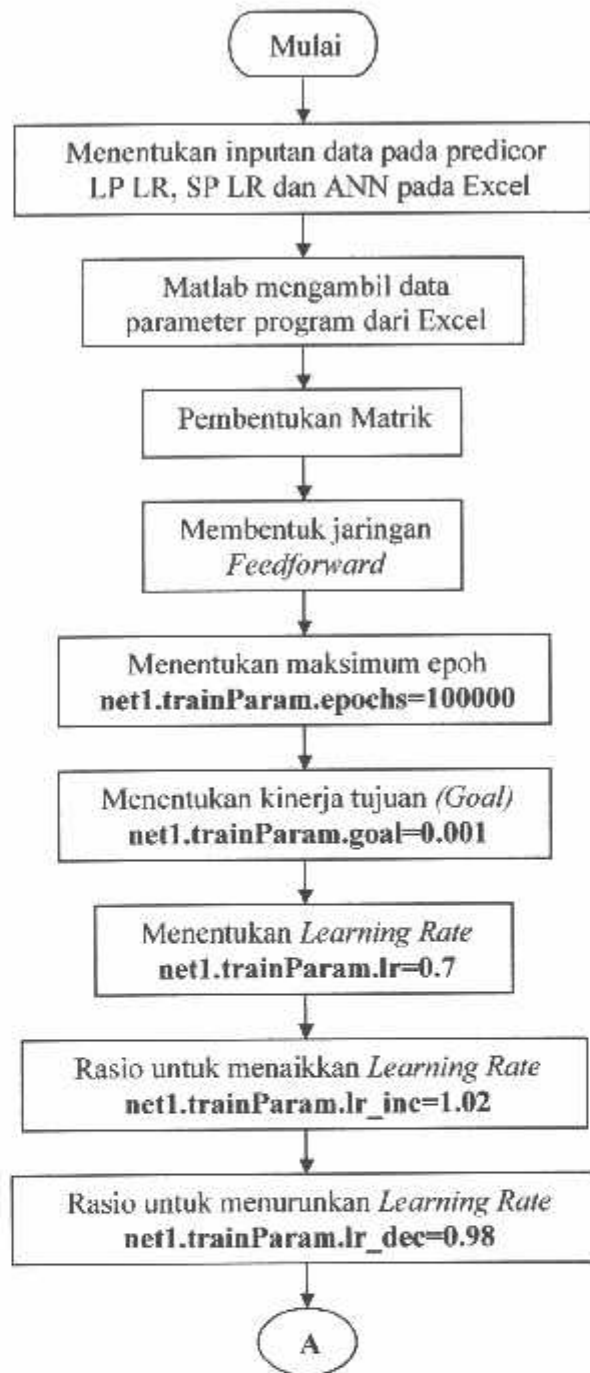 Mulai
Menentukan inputan data pada predicor
LP LR, SP LR dan ANN pada Excel
Matlab mengambil data
parameter program dari Excel
Pembentukan Matrik
Membentuk jaringan
Feedforward
Menentukan maksimum epoh
net1.trainParam.epochs=100000
Menentukan kinerja tujuan (Goal)
net1.trainParam.goal=0.001
Menentukan Learning Rate
net1.trainParam.lr=0.7
Rasio untuk menaikkan Learning Rate
net1.trainParam.lr_inc=1.02
Rasio untuk menurunkan Learning Rate
net1.trainParam.lr_dec=0.98
A